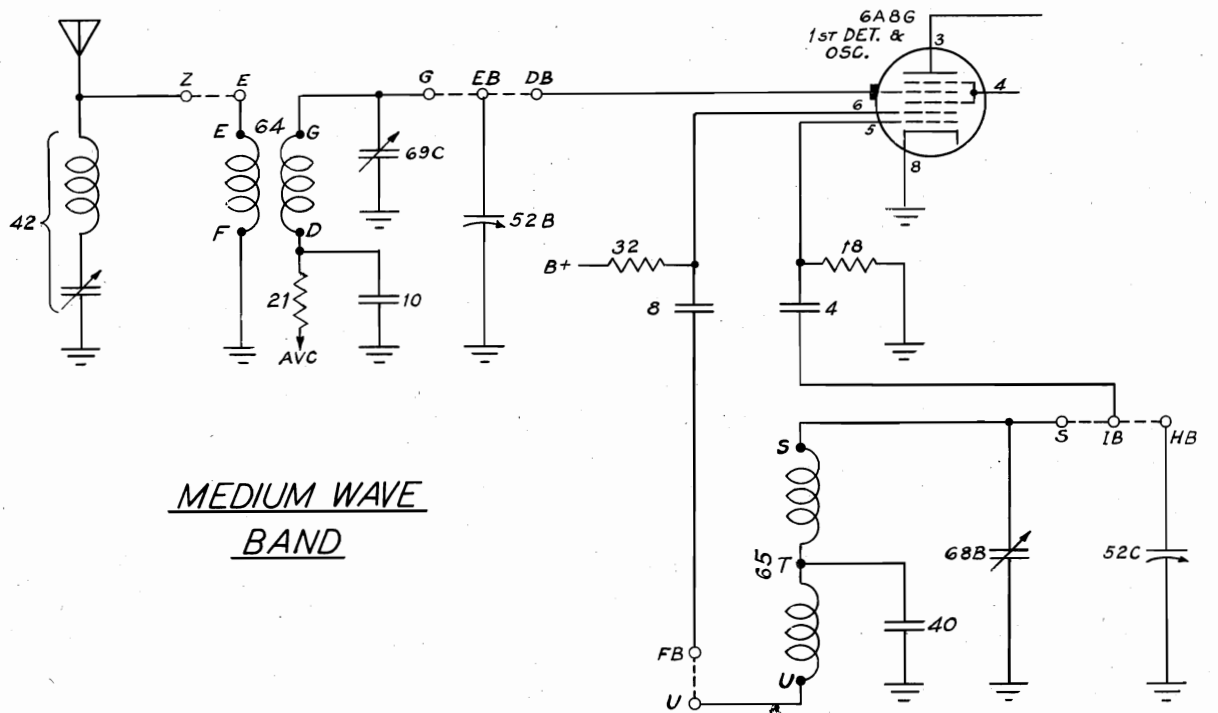 6A8G
1ST DET. &
OSC.
3
4
6
5
8
Z
E
G
EB
DB
E
64
G
69C
42
F
D
52B
21
10
AVC
B+
32
18
8
4
S
S
IB
HB
MEDIUM WAVE
BAND
65
T
68B
52C
40
FB
U
U